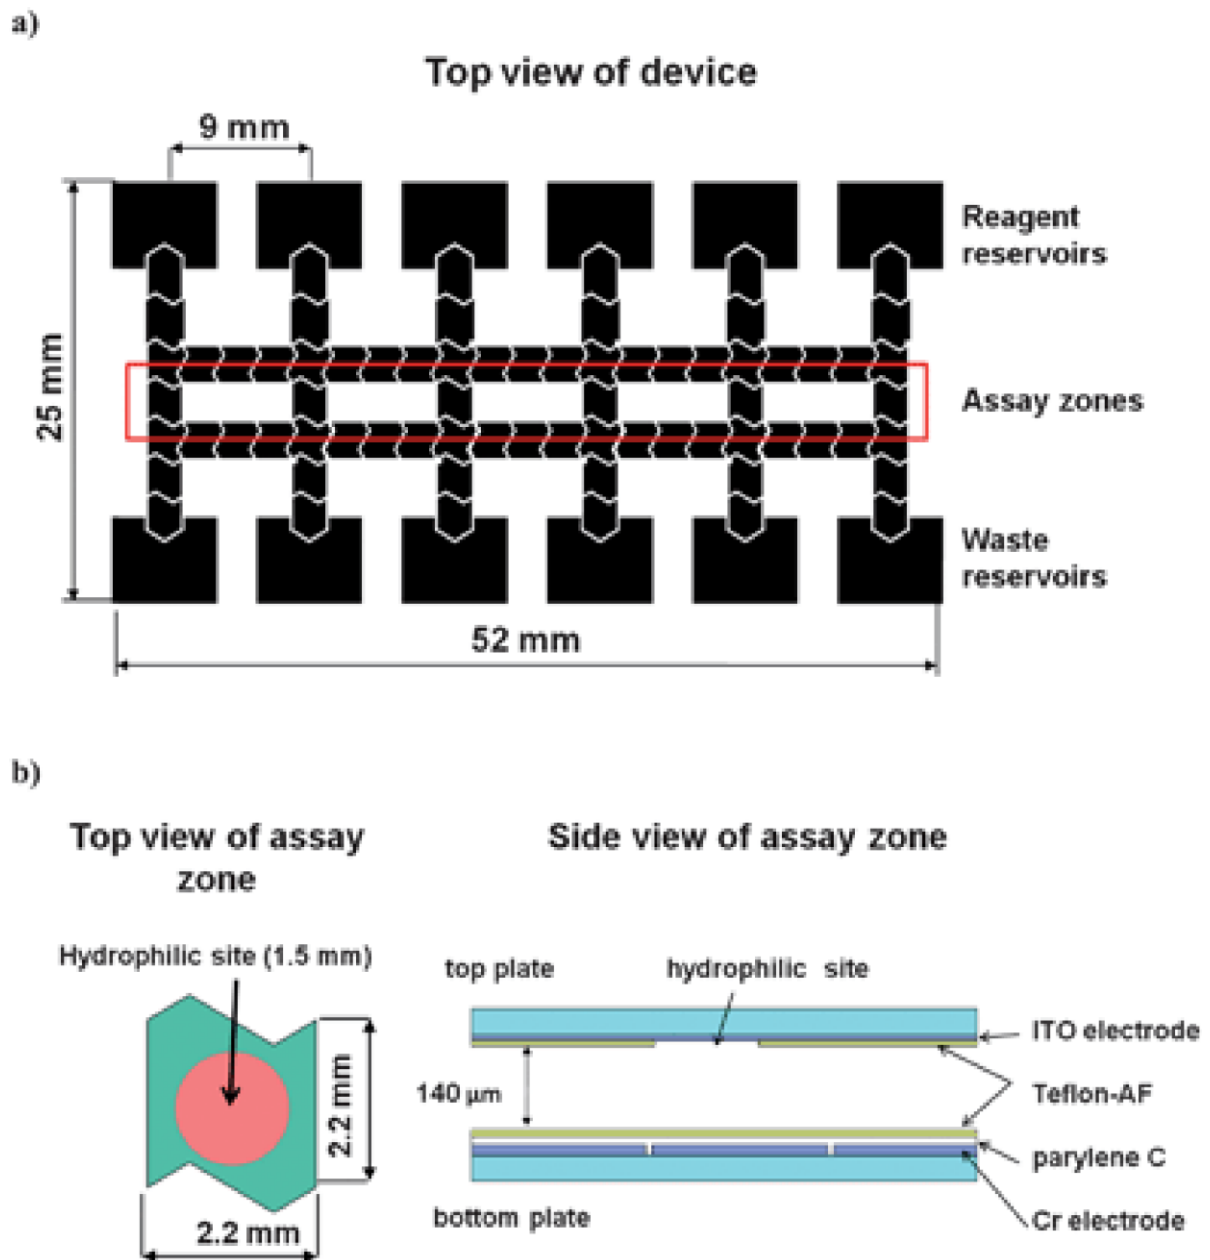 a)
Top view of device
9 mm
Reagent
reservoirs
25 mm
Assay zones
Waste
reservoirs
52 mm
b)
Top view of assay
zone
Side view of assay zone
Hydrophilic site (1.5 mm)
top plate
hydrophilic site
ITO electrode
140 µm
Teflon-AF
2.2 mm
parylene C
bottom plate
Cr electrode
2.2 mm